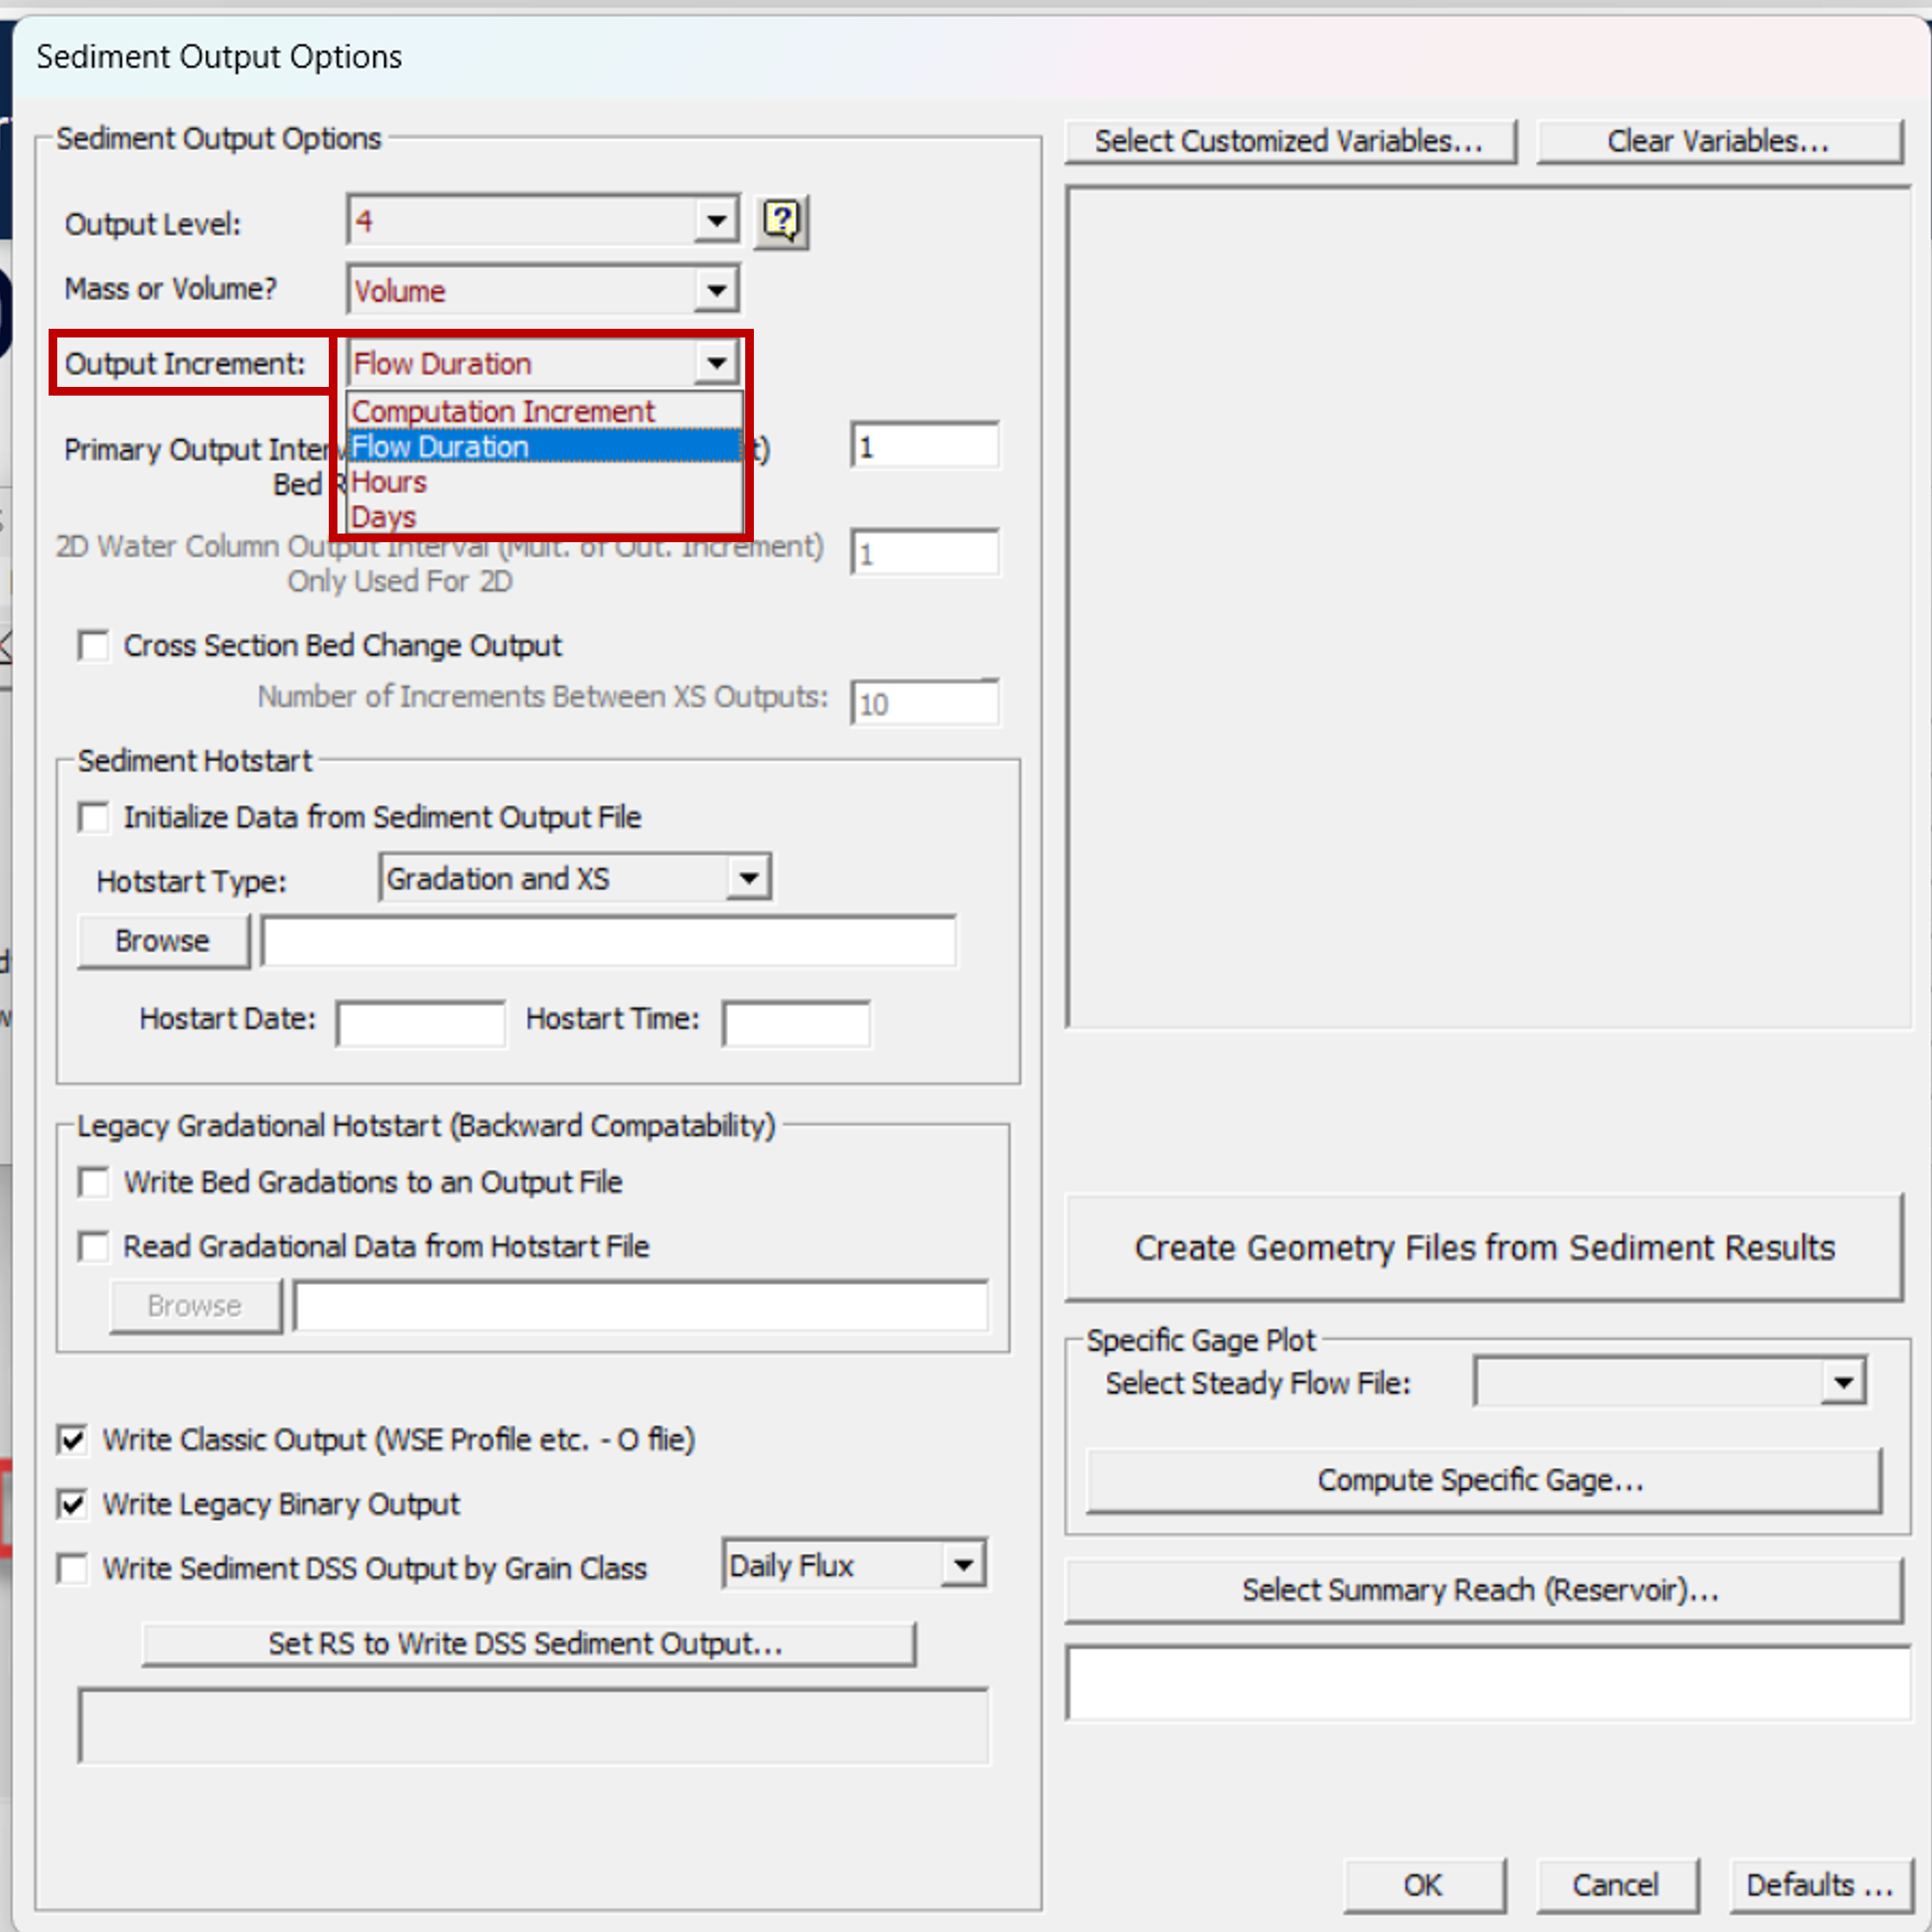 Sediment Output Options
Sediment Output Options
Output Level:
4
Mass or Volume?
Volume
Output Increment:
Flow Duration
Computation Increment
Flow Duration
Hours
Days
Primary Output
1
Bed
2D Water Column Output Interval (Mult. of Out. Increment)
Only Used For 2D
1
Cross Section Bed Change Output
Number of Increments Between XS Outputs:
10
Sediment Hotstart
Initialize Data from Sediment Output File
Hotstart Type:
Gradation and XS
Browse
Hostart Date:
Hostart Time:
Legacy Gradational Hotstart (Backward Compatability)
Write Bed Gradations to an Output File
Read Gradational Data from Hotstart File
Browse
Write Classic Output (WSE Profile etc. - O flie)
Write Legacy Binary Output
Write Sediment DSS Output by Grain Class
Daily Flux
Set RS to Write DSS Sediment Output...
Select Customized Variables...
Clear Variables...
Create Geometry Files from Sediment Results
Specific Gage Plot
Select Steady Flow File:
Compute Specific Gage...
Select Summary Reach (Reservoir)...
OK
Cancel
Defaults ...